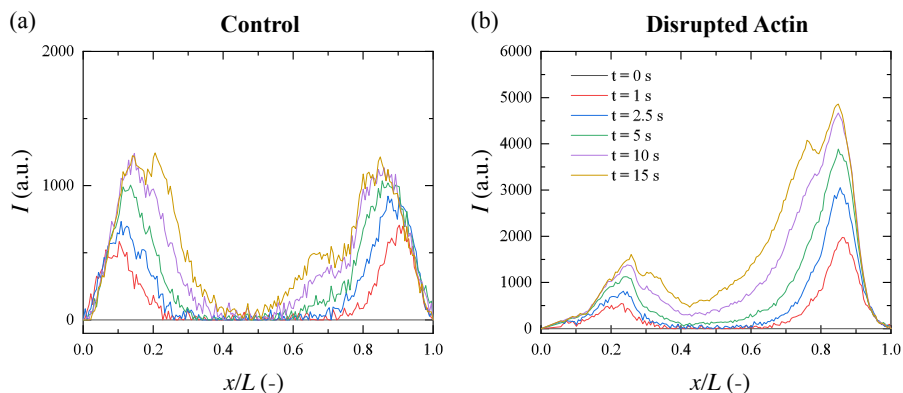 (a)
Control
2000
1000
0
I (a.u.)
0.0 0.2 0.4 0.6 0.8 1.0
x/L (-)
(b)
Disrupted Actin
6000
5000
4000
3000
2000
1000
0
I (a.u.)
t = 0 s
t = 1 s
t = 2.5 s
t = 5 s
t = 10 s
t = 15 s
0.0 0.2 0.4 0.6 0.8 1.0
x/L (-)